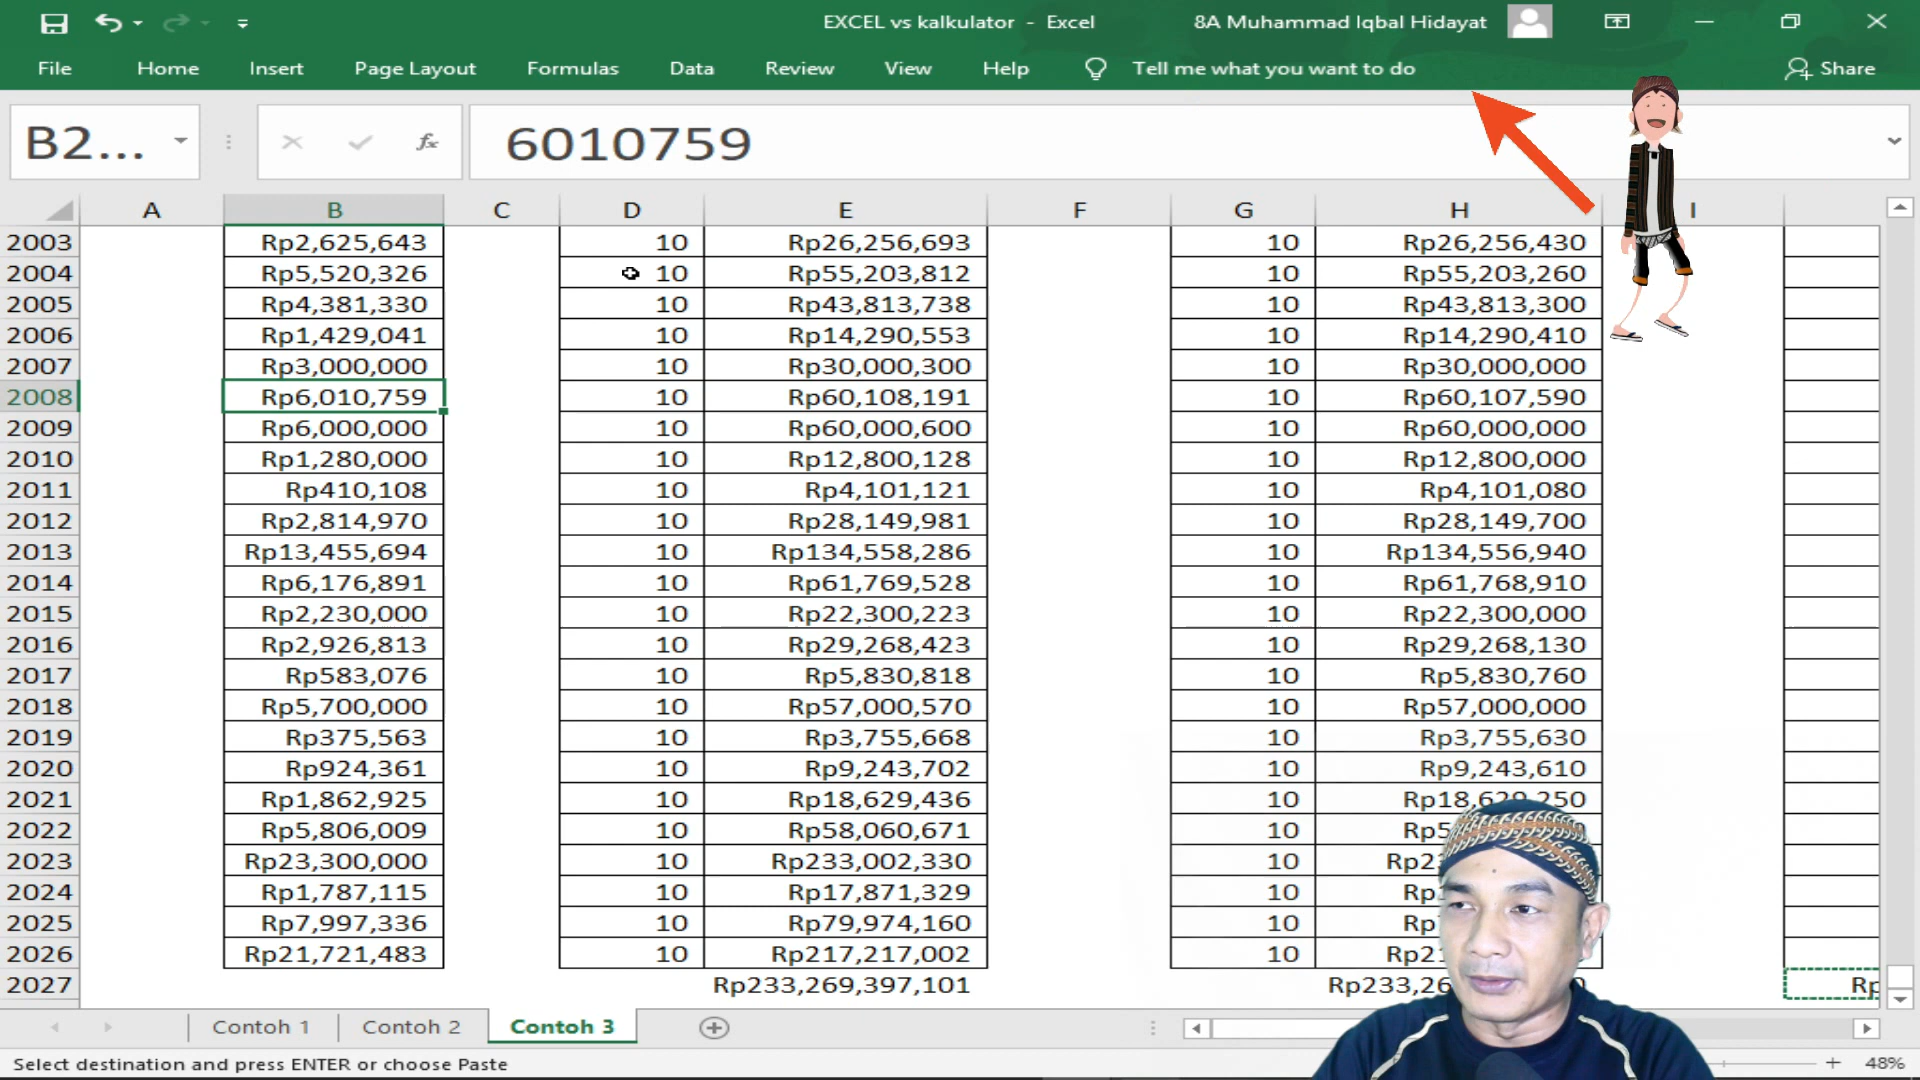 EXCEL vs kalkulator - Excel 8A Muhammad Iqbal Hidayat
File Home Insert Page Layout Formulas Data Review View Help Tell me what you want to do Share
B2... fx 6010759
A B C D E F G H I
2003 Rp2,625,643 10 Rp26,256,693 10 Rp26,256,430
2004 Rp5,520,326 10 Rp55,203,812 10 Rp55,203,260
2005 Rp4,381,330 10 Rp43,813,738 10 Rp43,813,300
2006 Rp1,429,041 10 Rp14,290,553 10 Rp14,290,410
2007 Rp3,000,000 10 Rp30,000,300 10 Rp30,000,000
2008 Rp6,010,759 10 Rp60,108,191 10 Rp60,107,590
2009 Rp6,000,000 10 Rp60,000,600 10 Rp60,000,000
2010 Rp1,280,000 10 Rp12,800,128 10 Rp12,800,000
2011 Rp410,108 10 Rp4,101,121 10 Rp4,101,080
2012 Rp2,814,970 10 Rp28,149,981 10 Rp28,149,700
2013 Rp13,455,694 10 Rp134,558,286 10 Rp134,556,940
2014 Rp6,176,891 10 Rp61,769,528 10 Rp61,768,910
2015 Rp2,230,000 10 Rp22,300,223 10 Rp22,300,000
2016 Rp2,926,813 10 Rp29,268,423 10 Rp29,268,130
2017 Rp583,076 10 Rp5,830,818 10 Rp5,830,760
2018 Rp5,700,000 10 Rp57,000,570 10 Rp57,000,000
2019 Rp375,563 10 Rp3,755,668 10 Rp3,755,630
2020 Rp924,361 10 Rp9,243,702 10 Rp9,243,610
2021 Rp1,862,925 10 Rp18,629,436 10 Rp18,629,250
2022 Rp5,806,009 10 Rp58,060,671 10 Rp5
2023 Rp23,300,000 10 Rp233,002,330 10 Rp23
2024 Rp1,787,115 10 Rp17,871,329 10 Rp
2025 Rp7,997,336 10 Rp79,974,160 10 Rp
2026 Rp21,721,483 10 Rp217,217,002 10 Rp21
2027 Rp233,269,397,101 Rp233,26 Rp
Contoh 1 Contoh 2 Contoh 3
Select destination and press ENTER or choose Paste 48%